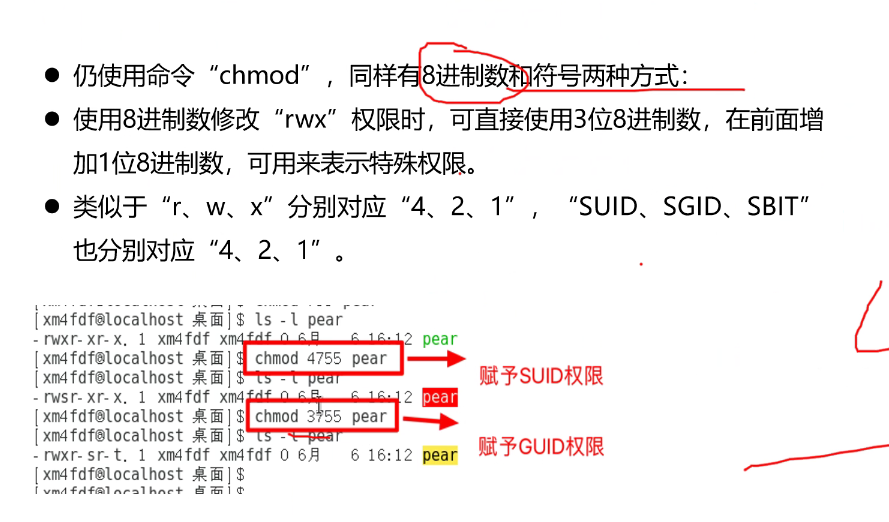 ● 仍使用命令“chmod”，同样有8进制数和符号两种方式：
● 使用8进制数修改“rwx”权限时，可直接使用3位8进制数，在前面增
加1位8进制数，可用来表示特殊权限。
● 类似于“r、w、x”分别对应“4、2、1”，“SUID、SGID、SBIT”
也分别对应“4、2、1”。
[xm4fdf@localhost 桌面]$ ls -l pear
-rwxr-xr-x. 1 xm4fdf xm4fdf 0 6月 6 16:12 pear
[xm4fdf@localhost 桌面]$ chmod 4755 pear
赋予SUID权限
[xm4fdf@localhost 桌面]$ ls -l pear
-rwsr-xr-x. 1 xm4fdf xm4fdf 0 6月 6 16:12 pear
[xm4fdf@localhost 桌面]$ chmod 3755 pear
赋予GUID权限
[xm4fdf@localhost 桌面]$ ls -l pear
-rwxr-sr-t. 1 xm4fdf xm4fdf 0 6月 6 16:12 pear
[xm4fdf@localhost 桌面]$
[xm4fdf@localhost 桌面]$